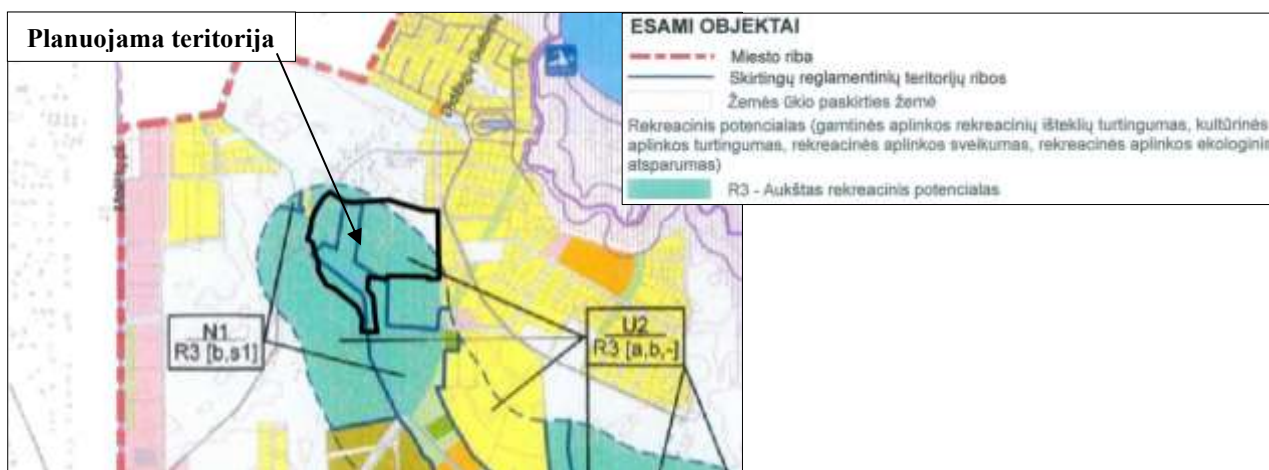 Planuojama teritorija
N1
R3 [b,s1]
U2
R3 [a,b,-]
ESAMI OBJEKTAI
Miesto riba
Skirtingų reglamentinių teritorijų ribos
Žemės ūkio paskirties žemė
Rekreacinis potencialas (gamtinės aplinkos rekreacinių išteklių turtingumas, kultūrinės
aplinkos turtingumas, rekreacinės aplinkos sveikumas, rekreacinės aplinkos ekologinis
atsparumas)
R3 - Aukštas rekreacinis potencialas